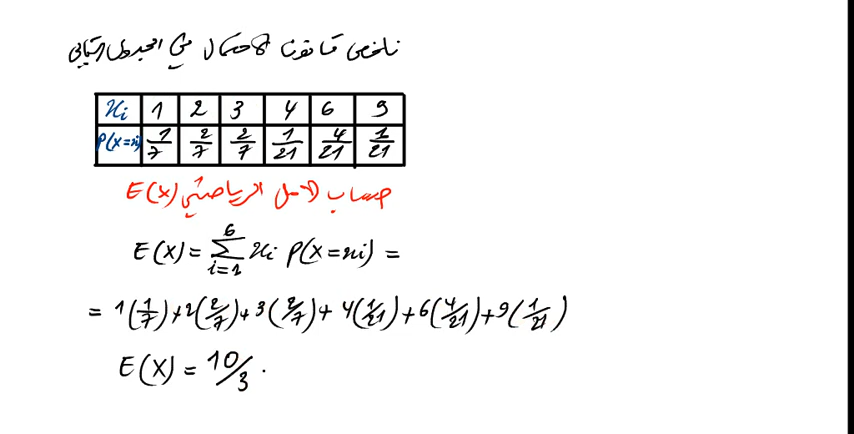 نلخص قانون الاحتمال في الجدول التالي
xi 1 2 3 4 6 9
P(X=xi) 1/7 2/7 2/7 1/21 4/21 1/21
حساب الأمل الرياضي E(X)
E(X) = ∑_{i=1}^{6} xi P(X=xi) =
= 1(1/7) + 2(2/7) + 3(2/7) + 4(1/21) + 6(4/21) + 9(1/21)
E(X) = 10/3 .